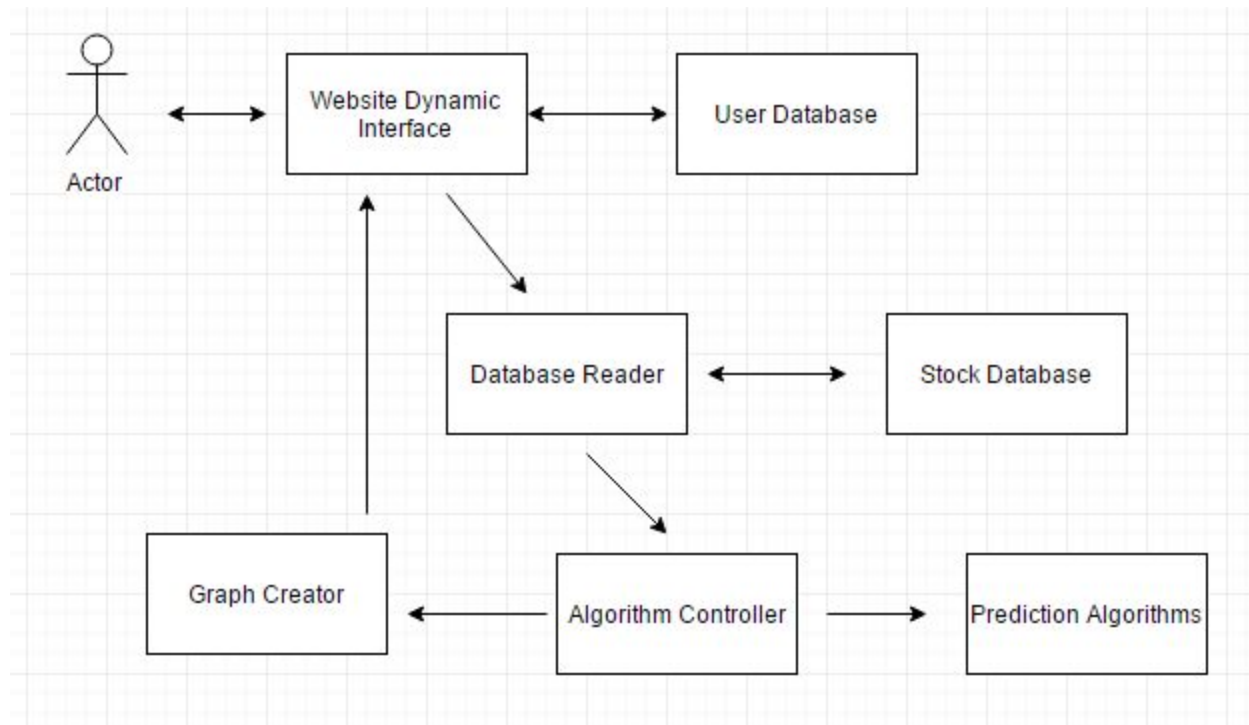 Website Dynamic
Interface
User Database
Actor
Database Reader
Stock Database
Graph Creator
Algorithm Controller
Prediction Algorithms